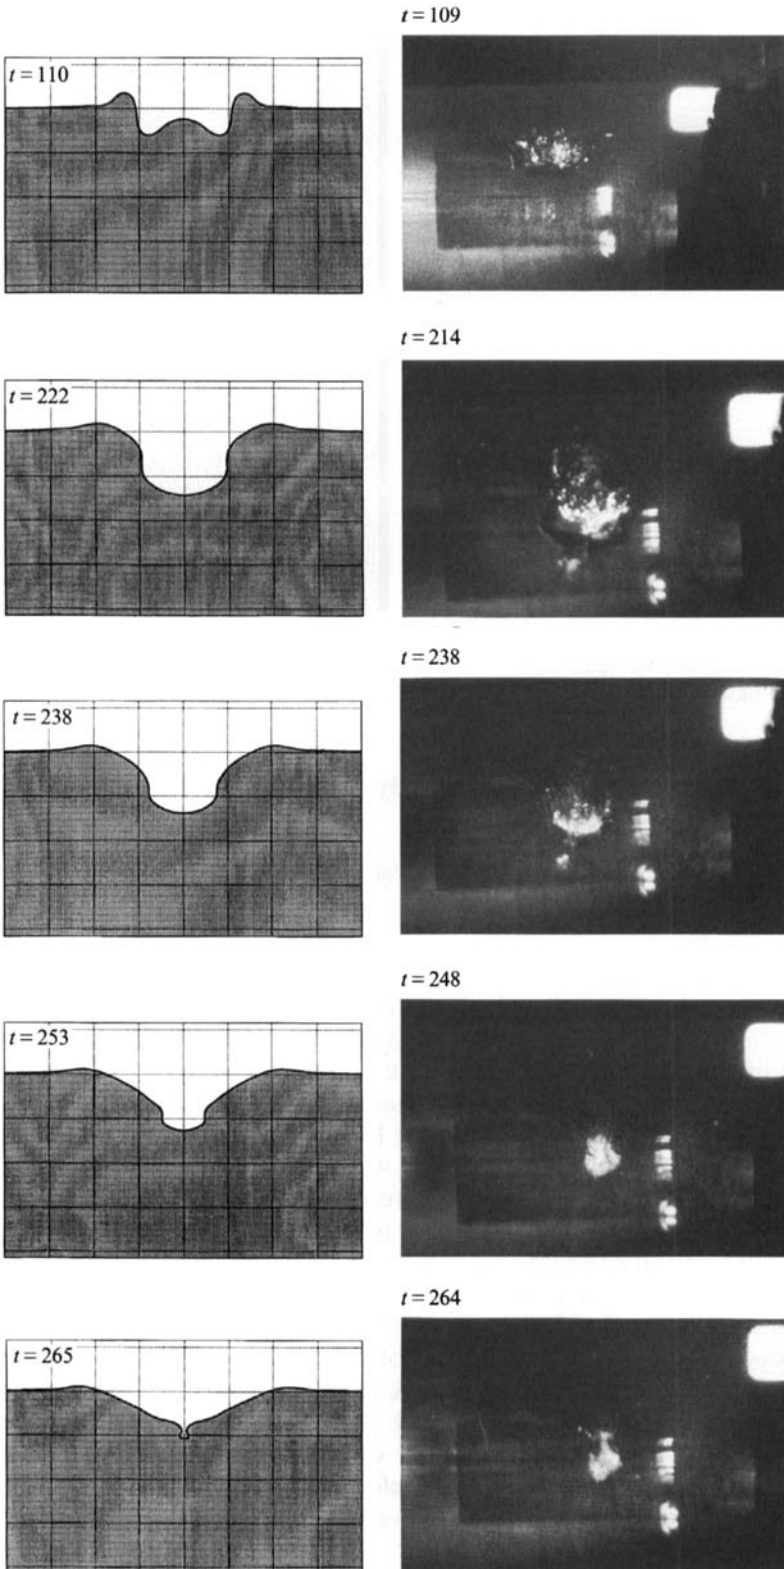 t = 109
t = 110
t = 214
t = 222
t = 238
t = 238
t = 248
t = 253
t = 264
t = 265